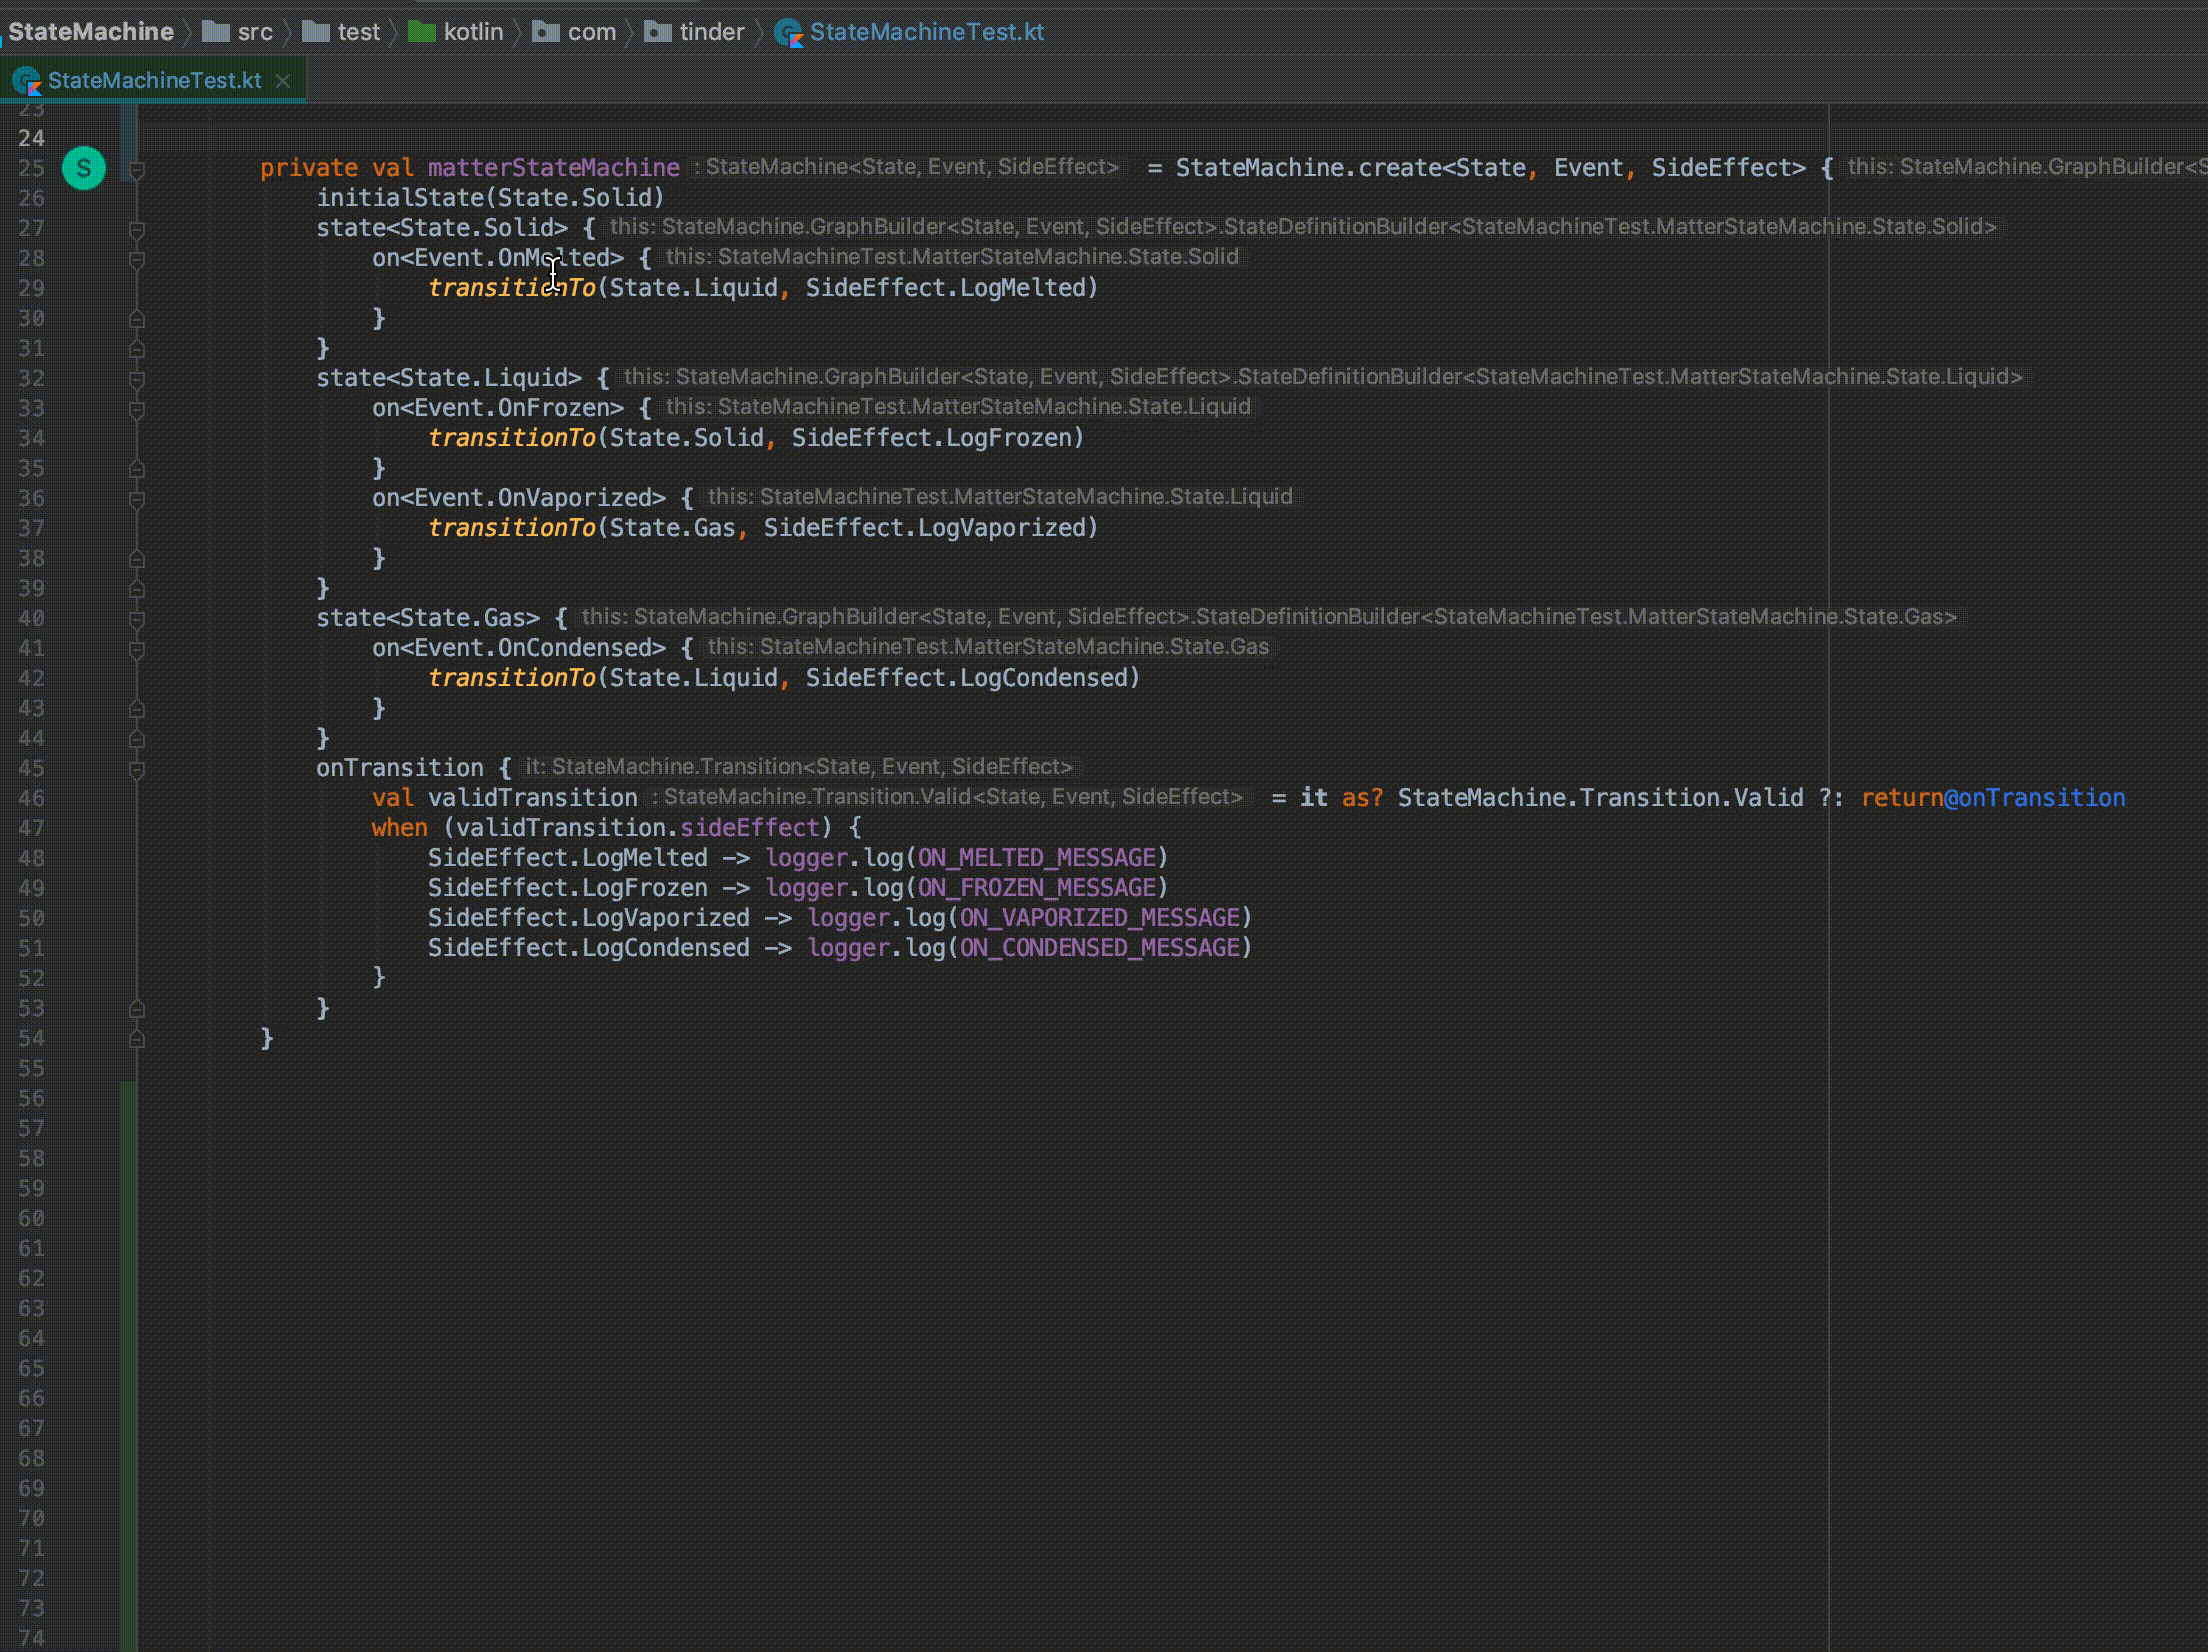 StateMachine src test kotlin com tinder StateMachineTest.kt
StateMachineTest.kt
23
24
25 S private val matterStateMachine : StateMachine<State, Event, SideEffect> = StateMachine.create<State, Event, SideEffect> { this: StateMachine.GraphBuilder<S
26 initialState(State.Solid)
27 state<State.Solid> { this: StateMachine.GraphBuilder<State, Event, SideEffect>.StateDefinitionBuilder<StateMachineTest.MatterStateMachine.State.Solid>
28 on<Event.OnMelted> { this: StateMachineTest.MatterStateMachine.State.Solid
29 transitionTo(State.Liquid, SideEffect.LogMelted)
30 }
31 }
32 state<State.Liquid> { this: StateMachine.GraphBuilder<State, Event, SideEffect>.StateDefinitionBuilder<StateMachineTest.MatterStateMachine.State.Liquid>
33 on<Event.OnFrozen> { this: StateMachineTest.MatterStateMachine.State.Liquid
34 transitionTo(State.Solid, SideEffect.LogFrozen)
35 }
36 on<Event.OnVaporized> { this: StateMachineTest.MatterStateMachine.State.Liquid
37 transitionTo(State.Gas, SideEffect.LogVaporized)
38 }
39 }
40 state<State.Gas> { this: StateMachine.GraphBuilder<State, Event, SideEffect>.StateDefinitionBuilder<StateMachineTest.MatterStateMachine.State.Gas>
41 on<Event.OnCondensed> { this: StateMachineTest.MatterStateMachine.State.Gas
42 transitionTo(State.Liquid, SideEffect.LogCondensed)
43 }
44 }
45 onTransition { it: StateMachine.Transition<State, Event, SideEffect>
46 val validTransition : StateMachine.Transition.Valid<State, Event, SideEffect> = it as? StateMachine.Transition.Valid ?: return@onTransition
47 when (validTransition.sideEffect) {
48 SideEffect.LogMelted -> logger.log(ON_MELTED_MESSAGE)
49 SideEffect.LogFrozen -> logger.log(ON_FROZEN_MESSAGE)
50 SideEffect.LogVaporized -> logger.log(ON_VAPORIZED_MESSAGE)
51 SideEffect.LogCondensed -> logger.log(ON_CONDENSED_MESSAGE)
52 }
53 }
54 }
55
56
57
58
59
60
61
62
63
64
65
66
67
68
69
70
71
72
73
74